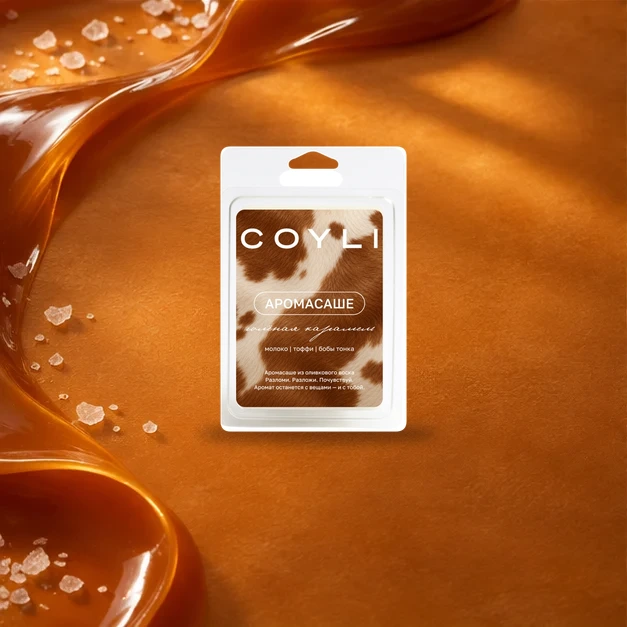 COYLI
АРОМАСАШЕ
солёная карамель
молоко | тоффи | бобы тонка
Аромасаше из оливкового воска
Разломи. Разложи. Почувствуй.
Аромат останется с вещами — и с тобой.